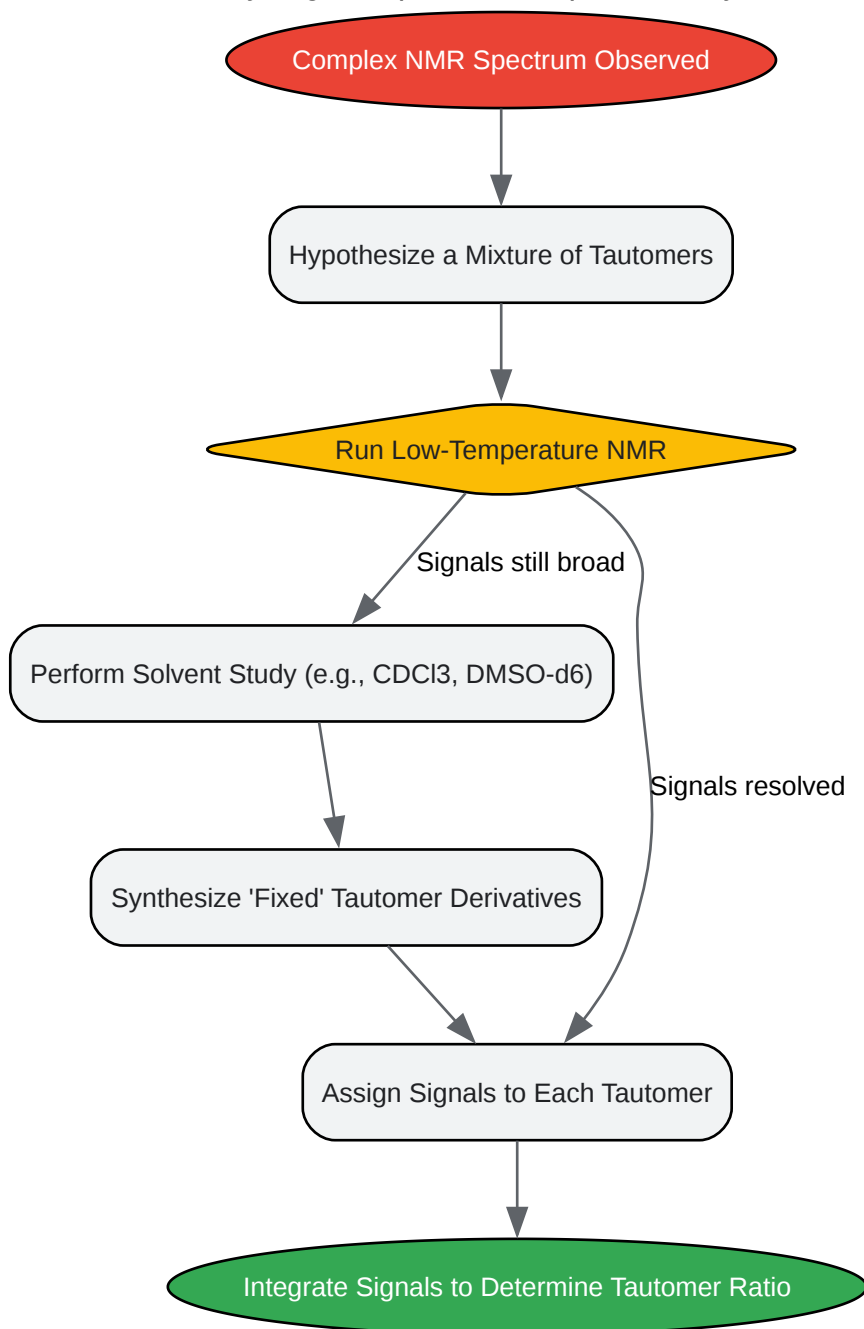 Complex NMR Spectrum Observed
Hypothesize a Mixture of Tautomers
Run Low-Temperature NMR
Signals still broad
Perform Solvent Study (e.g., CDCl3, DMSO-d6)
Signals resolved
Synthesize 'Fixed' Tautomer Derivatives
Assign Signals to Each Tautomer
Integrate Signals to Determine Tautomer Ratio